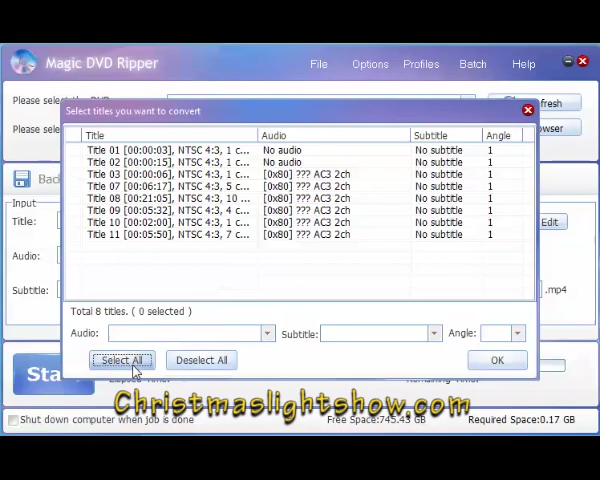 Magic DVD Ripper
File Options Profiles Batch Help
Please select the DVD
Select titles you want to convert
Title Audio Subtitle Angle
Title 01 [00:00:03], NTSC 4:3, 1 c... No audio No subtitle 1
Title 02 [00:00:15], NTSC 4:3, 1 c... No audio No subtitle 1
Title 03 [00:00:06], NTSC 4:3, 1 c... [0x80] ??? AC3 2ch No subtitle 1
Title 07 [00:06:17], NTSC 4:3, 5 c... [0x80] ??? AC3 2ch No subtitle 1
Title 08 [00:21:05], NTSC 4:3, 10 ... [0x80] ??? AC3 2ch No subtitle 1
Title 09 [00:05:32], NTSC 4:3, 4 c... [0x80] ??? AC3 2ch No subtitle 1
Title 10 [00:02:00], NTSC 4:3, 1 c... [0x80] ??? AC3 2ch No subtitle 1
Title 11 [00:05:50], NTSC 4:3, 7 c... [0x80] ??? AC3 2ch No subtitle 1
Total 8 titles. ( 0 selected )
Audio: Subtitle: Angle:
Select All Deselect All OK
efresh
Please sele
owser
Back
Input
Title: Edit
Audio:
Subtitle: .mp4
Sta
Remaining Time:
Christmaslightshow.com
Shut down computer when job is done Free Space:745.43 GB Required Space:0.17 GB